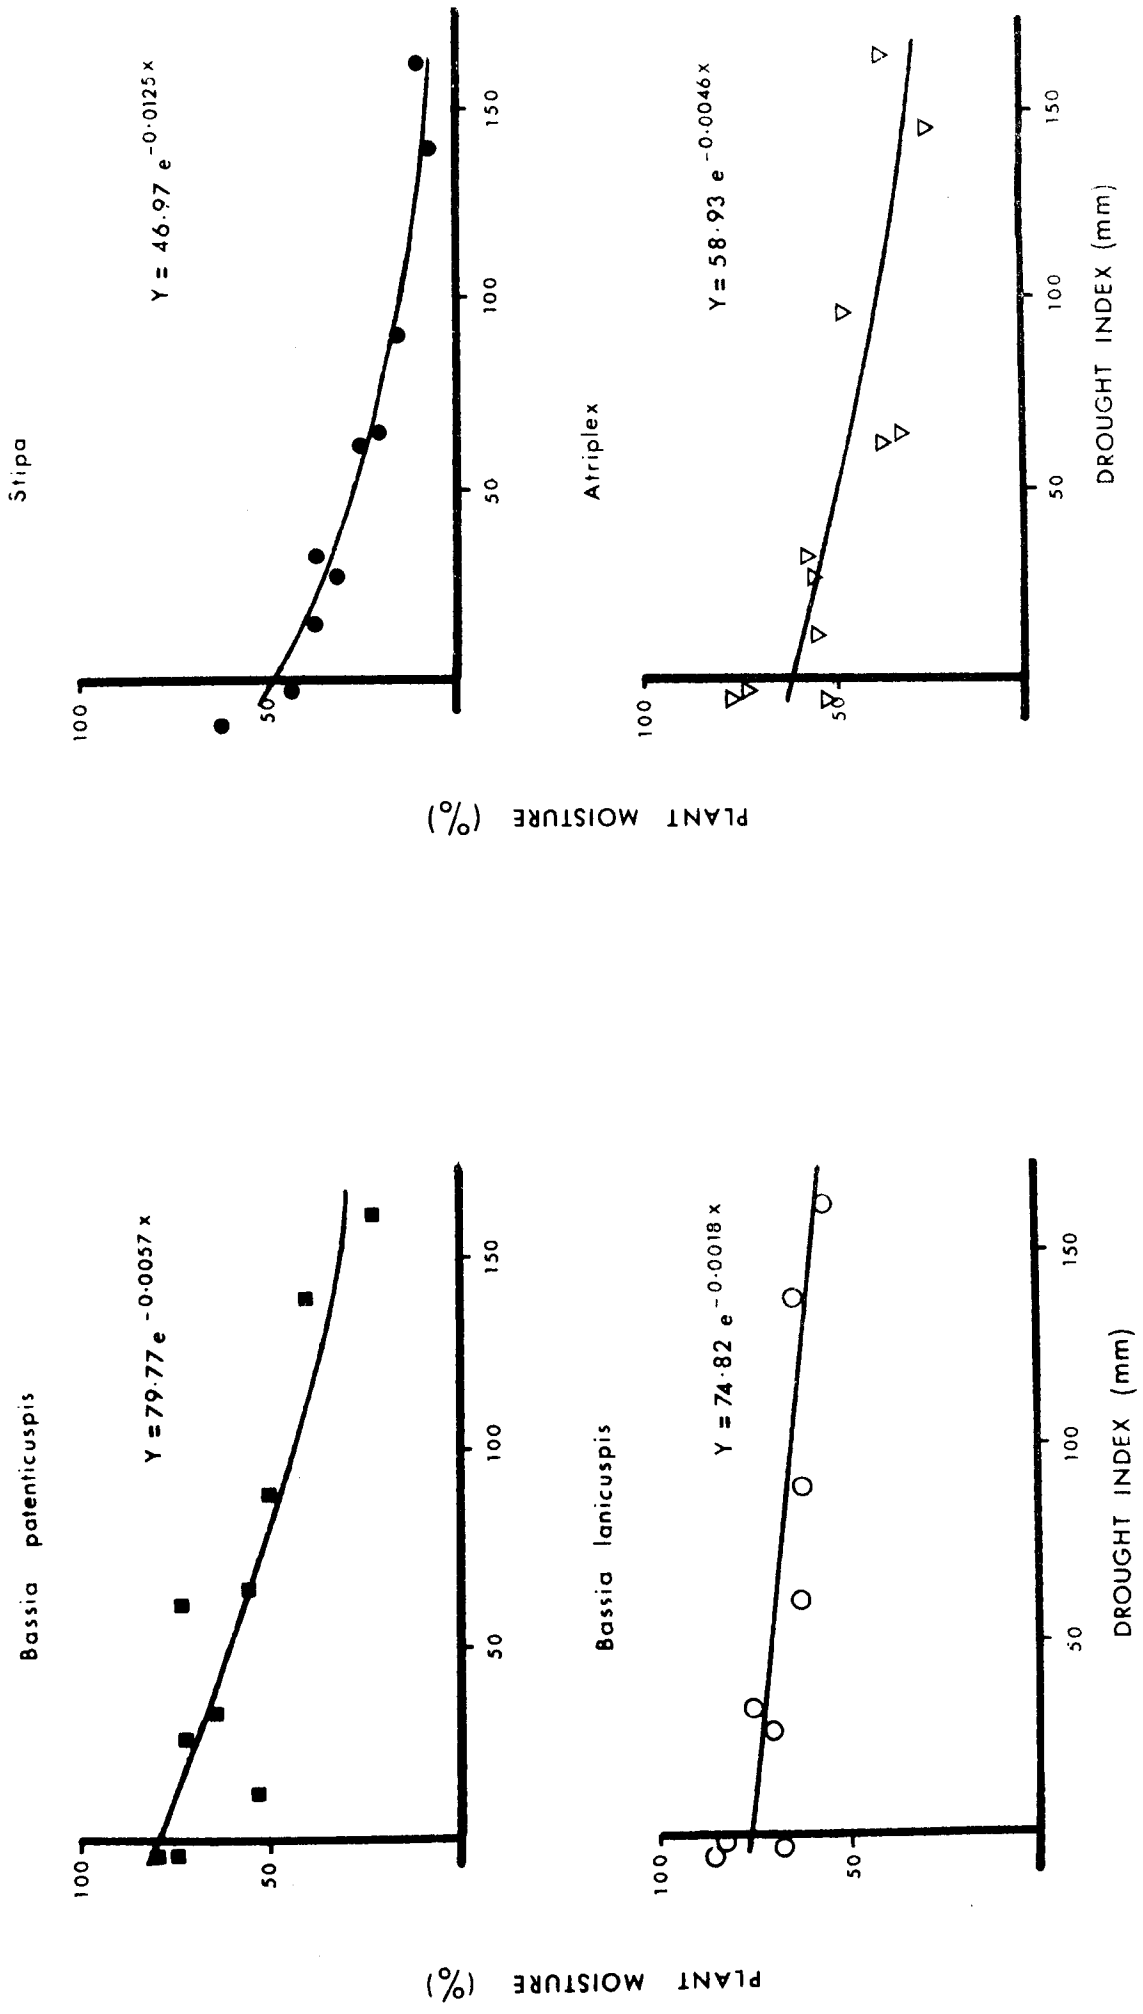 Bassia patenticuspis
Y = 79·77 e -0·0057 x
100
50
50
100
150
Stipa
Y = 46·97 e -0·0125 x
100
50
50
100
150
PLANT MOISTURE (%)
PLANT MOISTURE (%)
Bassia lanicuspis
Y = 74·82 e -0·0018 x
100
50
50
100
150
DROUGHT INDEX (mm)
Atriplex
Y = 58·93 e -0·0046 x
100
50
50
100
150
DROUGHT INDEX (mm)